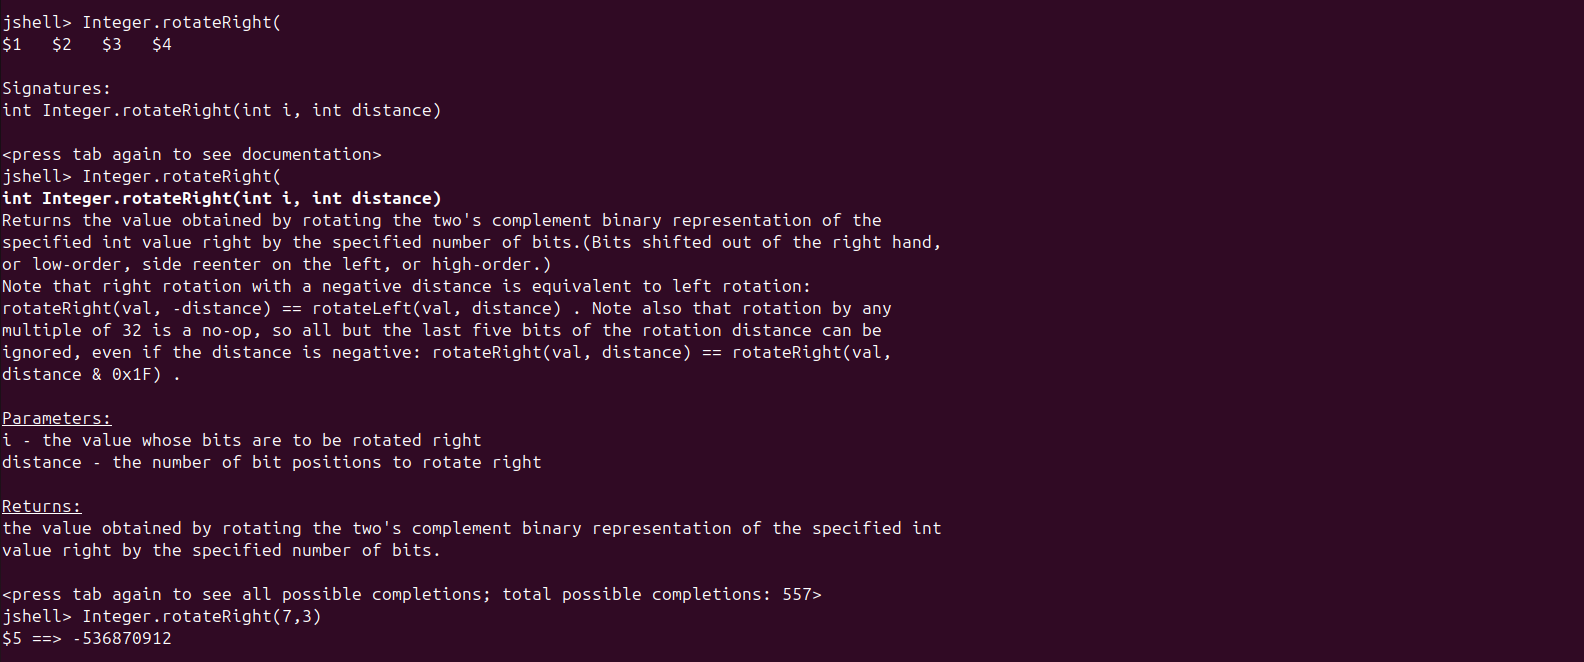 jshell> Integer.rotateRight(
$1   $2   $3   $4
Signatures:
int Integer.rotateRight(int i, int distance)
<press tab again to see documentation>
jshell> Integer.rotateRight(
int Integer.rotateRight(int i, int distance)
Returns the value obtained by rotating the two's complement binary representation of the
specified int value right by the specified number of bits.(Bits shifted out of the right hand,
or low-order, side reenter on the left, or high-order.)
Note that right rotation with a negative distance is equivalent to left rotation:
rotateRight(val, -distance) == rotateLeft(val, distance) . Note also that rotation by any
multiple of 32 is a no-op, so all but the last five bits of the rotation distance can be
ignored, even if the distance is negative: rotateRight(val, distance) == rotateRight(val,
distance & 0x1F) .
Parameters:
i - the value whose bits are to be rotated right
distance - the number of bit positions to rotate right
Returns:
the value obtained by rotating the two's complement binary representation of the specified int
value right by the specified number of bits.
<press tab again to see all possible completions; total possible completions: 557>
jshell> Integer.rotateRight(7,3)
$5 ==> -536870912